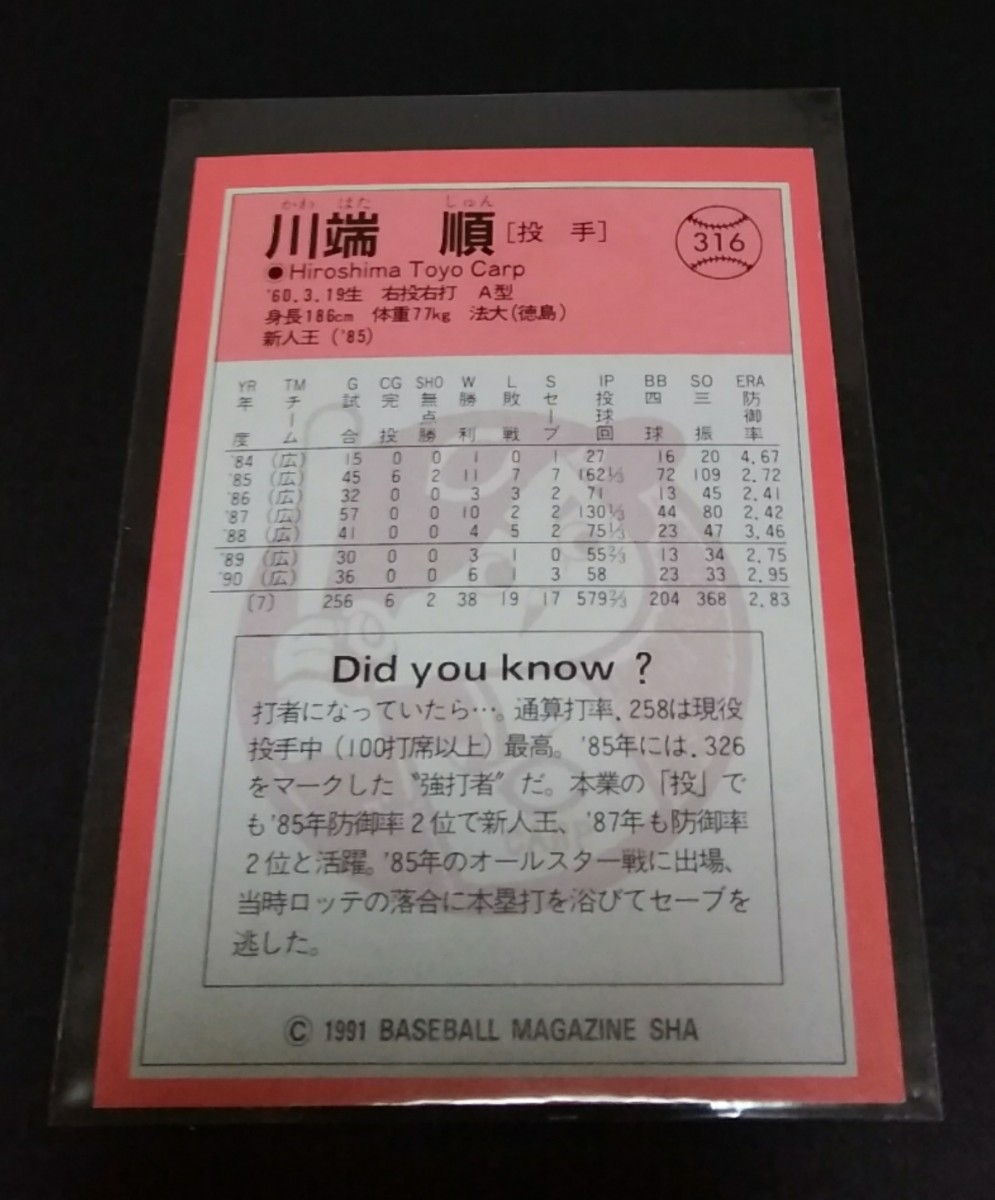 かわ ばた しゅん
川端 順 [投 手] 316
●Hiroshima Toyo Carp
'60.3.19生 右投右打 A型
身長186cm 体重77kg 法大(徳島)
新人王('85)
YR TM G CG SHO W L S IP BB SO ERA
年度 チーム 試合 完投 無点勝 勝利 敗戦 セーブ 投球回 四球 三振 防御率
'84 (広) 15 0 0 1 0 1 27 16 20 4.67
'85 (広) 45 6 2 11 7 7 162⅓ 72 109 2.72
'86 (広) 32 0 0 3 3 2 71 13 45 2.41
'87 (広) 57 0 0 10 2 2 130⅓ 44 80 2.42
'88 (広) 41 0 0 4 5 2 75⅓ 23 47 3.46
'89 (広) 30 0 0 3 1 0 55⅔ 13 34 2.75
'90 (広) 36 0 0 6 1 3 58 23 33 2.95
(7) 256 6 2 38 19 17 579⅔ 204 368 2.83
Did you know ?
打者になっていたら…。通算打率.258は現役
投手中(100打席以上)最高。'85年には.326
をマークした〝強打者〟だ。本業の「投」で
も'85年防御率2位で新人王、'87年も防御率
2位と活躍。'85年のオールスター戦に出場、
当時ロッテの落合に本塁打を浴びてセーブを
逃した。
© 1991 BASEBALL MAGAZINE SHA